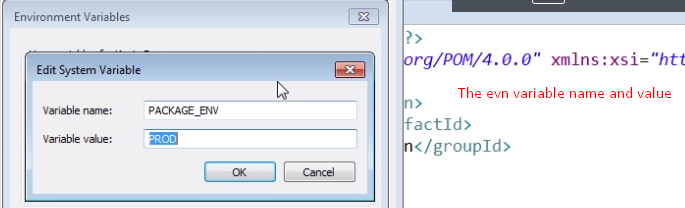 Environment Variables
Edit System Variable
Variable name:
PACKAGE_ENV
Variable value:
PROD
OK
Cancel
?>
org/POM/4.0.0" xmlns:xsi="htt
The evn variable name and value
n>
factId>
n</groupId>